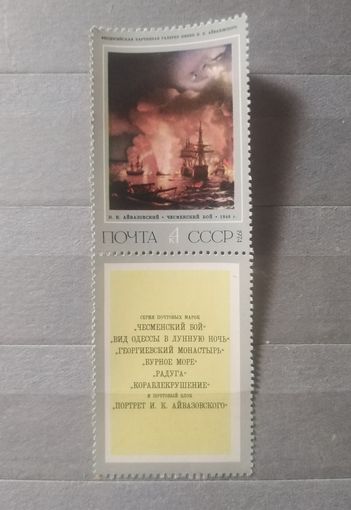 ФЕОДОСИЙСКАЯ КАРТИННАЯ ГАЛЕРЕЯ ИМЕНИ И. К. АЙВАЗОВСКОГО
И. К. АЙВАЗОВСКИЙ • ЧЕСМЕНСКИЙ БОЙ • 1848 г.
ПОЧТА 4К СССР 1974
СЕРИЯ ПОЧТОВЫХ МАРОК
„ЧЕСМЕНСКИЙ БОЙ“
„ВИД ОДЕССЫ В ЛУННУЮ НОЧЬ“
„ГЕОРГИЕВСКИЙ МОНАСТЫРЬ“
„БУРНОЕ МОРЕ“
„РАДУГА“
„КОРАБЛЕКРУШЕНИЕ“
И ПОЧТОВЫЙ БЛОК
„ПОРТРЕТ И. К. АЙВАЗОВСКОГО“